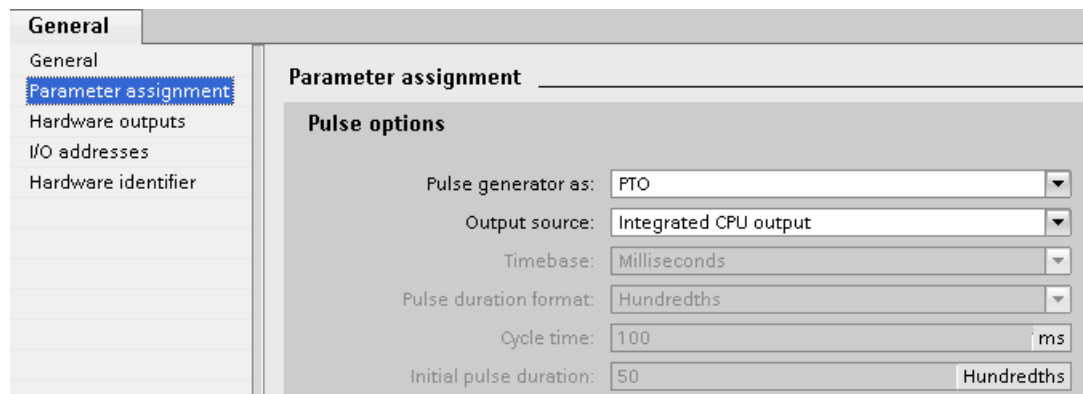 General
General
Parameter assignment
Hardware outputs
I/O addresses
Hardware identifier
Parameter assignment
Pulse options
Pulse generator as: PTO
Output source: Integrated CPU output
Timebase: Milliseconds
Pulse duration format: Hundredths
Cycle time: 100 ms
Initial pulse duration: 50 Hundredths